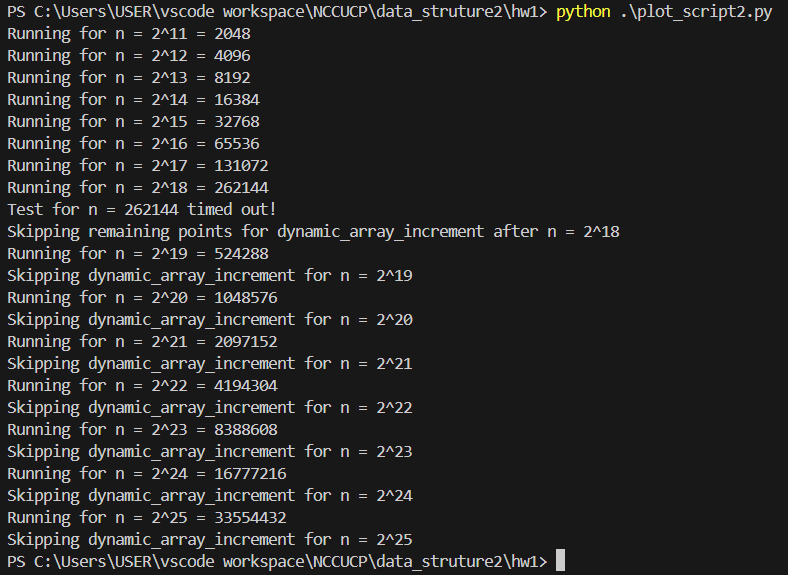 PS C:\Users\USER\vscode workspace\NCCUCP\data_struture2\hw1> python .\plot_script2.py
Running for n = 2^11 = 2048
Running for n = 2^12 = 4096
Running for n = 2^13 = 8192
Running for n = 2^14 = 16384
Running for n = 2^15 = 32768
Running for n = 2^16 = 65536
Running for n = 2^17 = 131072
Running for n = 2^18 = 262144
Test for n = 262144 timed out!
Skipping remaining points for dynamic_array_increment after n = 2^18
Running for n = 2^19 = 524288
Skipping dynamic_array_increment for n = 2^19
Running for n = 2^20 = 1048576
Skipping dynamic_array_increment for n = 2^20
Running for n = 2^21 = 2097152
Skipping dynamic_array_increment for n = 2^21
Running for n = 2^22 = 4194304
Skipping dynamic_array_increment for n = 2^22
Running for n = 2^23 = 8388608
Skipping dynamic_array_increment for n = 2^23
Running for n = 2^24 = 16777216
Skipping dynamic_array_increment for n = 2^24
Running for n = 2^25 = 33554432
Skipping dynamic_array_increment for n = 2^25
PS C:\Users\USER\vscode workspace\NCCUCP\data_struture2\hw1>